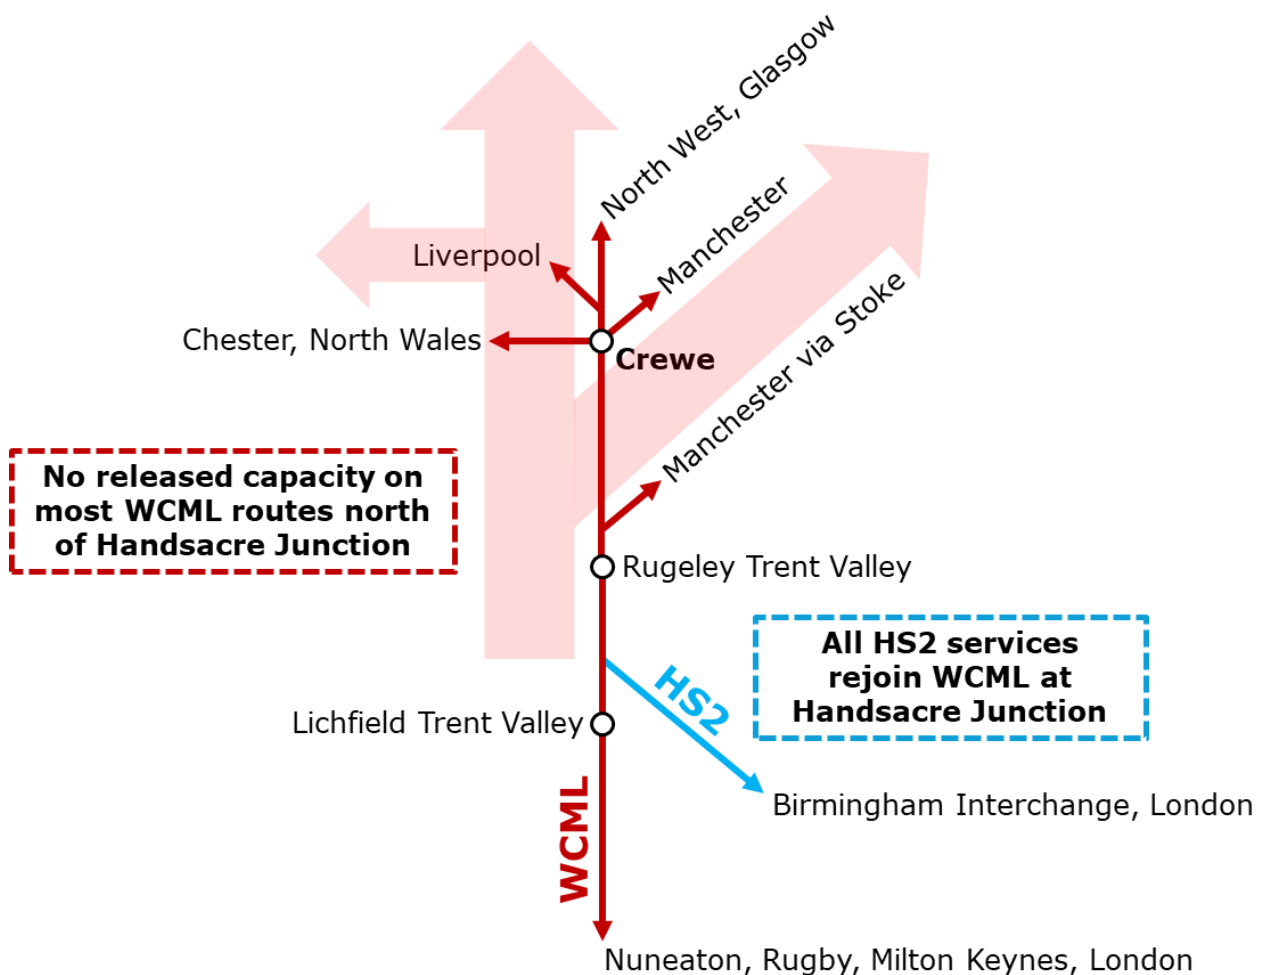 North West, Glasgow
Manchester
Liverpool
Chester, North Wales
Crewe
Manchester via Stoke
No released capacity on
most WCML routes north
of Handsacre Junction
Rugeley Trent Valley
All HS2 services
rejoin WCML at
Handsacre Junction
HS2
Lichfield Trent Valley
Birmingham Interchange, London
WCML
Nuneaton, Rugby, Milton Keynes, London